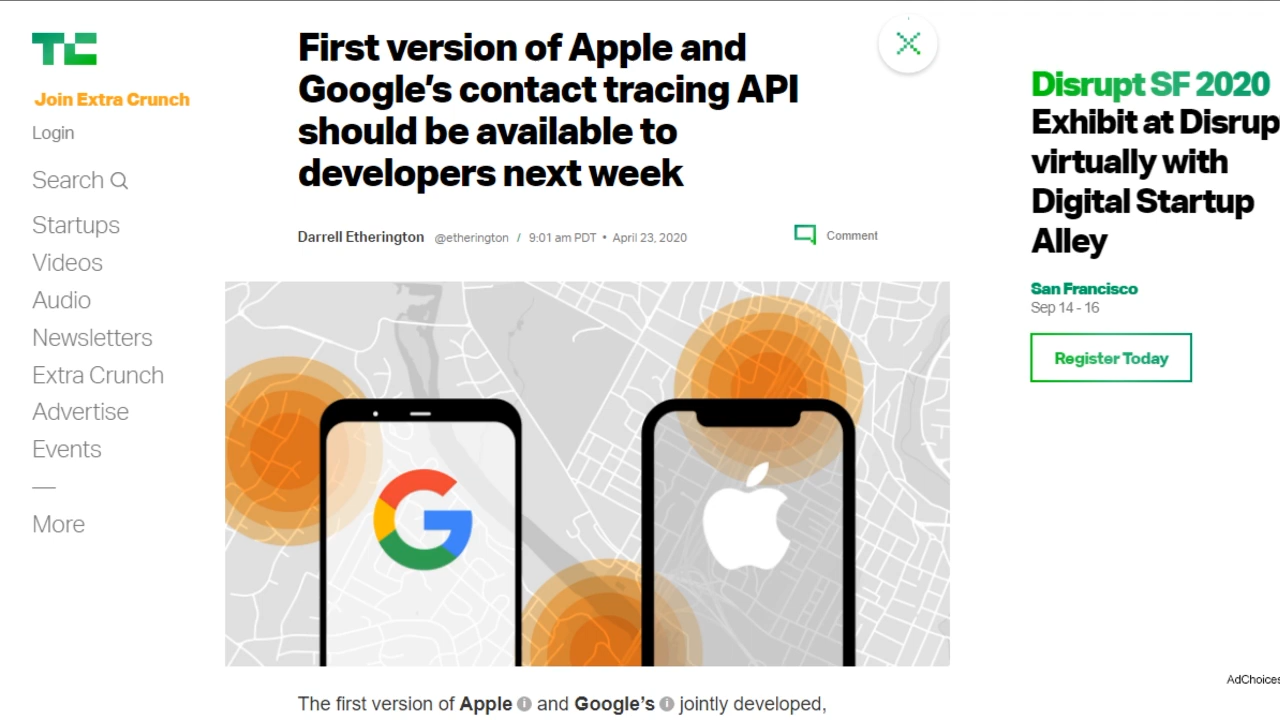 TC
Join Extra Crunch
Login
Search
Startups
Videos
Audio
Newsletters
Extra Crunch
Advertise
Events
More
First version of Apple and
Google's contact tracing API
should be available to
developers next week
Darrell Etherington @etherington / 9:01 am PDT • April 23, 2020
Comment
The first version of Apple and Google's jointly developed,
Disrupt SF 2020
Exhibit at Disrup
virtually with
Digital Startup
Alley
San Francisco
Sep 14 - 16
Register Today
AdChoices